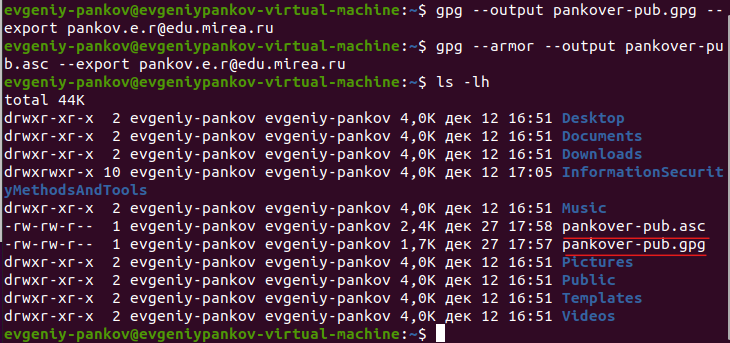 evgeniy-pankov@evgeniypankov-virtual-machine:~$ gpg --output pankover-pub.gpg --
export pankov.e.r@edu.mirea.ru
evgeniy-pankov@evgeniypankov-virtual-machine:~$ gpg --armor --output pankover-pu
b.asc --export pankov.e.r@edu.mirea.ru
evgeniy-pankov@evgeniypankov-virtual-machine:~$ ls -lh
total 44K
drwxr-xr-x  2 evgeniy-pankov evgeniy-pankov 4,0K дек 12 16:51 Desktop
drwxr-xr-x  2 evgeniy-pankov evgeniy-pankov 4,0K дек 12 16:51 Documents
drwxr-xr-x  2 evgeniy-pankov evgeniy-pankov 4,0K дек 12 16:51 Downloads
drwxrwxr-x 10 evgeniy-pankov evgeniy-pankov 4,0K дек 12 17:05 InformationSecurit
yMethodsAndTools
drwxr-xr-x  2 evgeniy-pankov evgeniy-pankov 4,0K дек 12 16:51 Music
-rw-rw-r--  1 evgeniy-pankov evgeniy-pankov 2,4K дек 27 17:58 pankover-pub.asc
-rw-rw-r--  1 evgeniy-pankov evgeniy-pankov 1,7K дек 27 17:57 pankover-pub.gpg
drwxr-xr-x  2 evgeniy-pankov evgeniy-pankov 4,0K дек 12 16:51 Pictures
drwxr-xr-x  2 evgeniy-pankov evgeniy-pankov 4,0K дек 12 16:51 Public
drwxr-xr-x  2 evgeniy-pankov evgeniy-pankov 4,0K дек 12 16:51 Templates
drwxr-xr-x  2 evgeniy-pankov evgeniy-pankov 4,0K дек 12 16:51 Videos
evgeniy-pankov@evgeniypankov-virtual-machine:~$